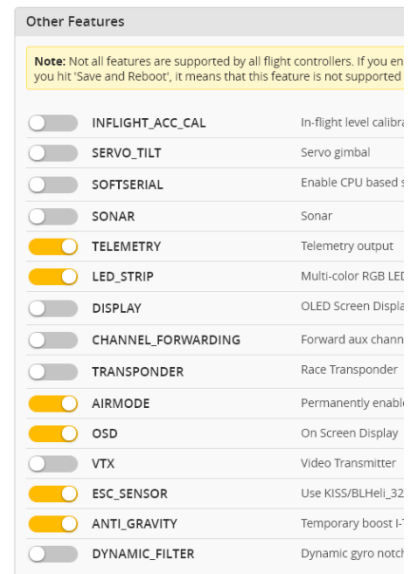 Other Features
Note: Not all features are supported by all flight controllers. If you en
you hit 'Save and Reboot', it means that this feature is not supported
INFLIGHT_ACC_CAL In-flight level calibra
SERVO_TILT Servo gimbal
SOFTSERIAL Enable CPU based s
SONAR Sonar
TELEMETRY Telemetry output
LED_STRIP Multi-color RGB LED
DISPLAY OLED Screen Displa
CHANNEL_FORWARDING Forward aux chann
TRANSPONDER Race Transponder
AIRMODE Permanently enabl
OSD On Screen Display
VTX Video Transmitter
ESC_SENSOR Use KISS/BLHeli_32
ANTI_GRAVITY Temporary boost I-T
DYNAMIC_FILTER Dynamic gyro notch